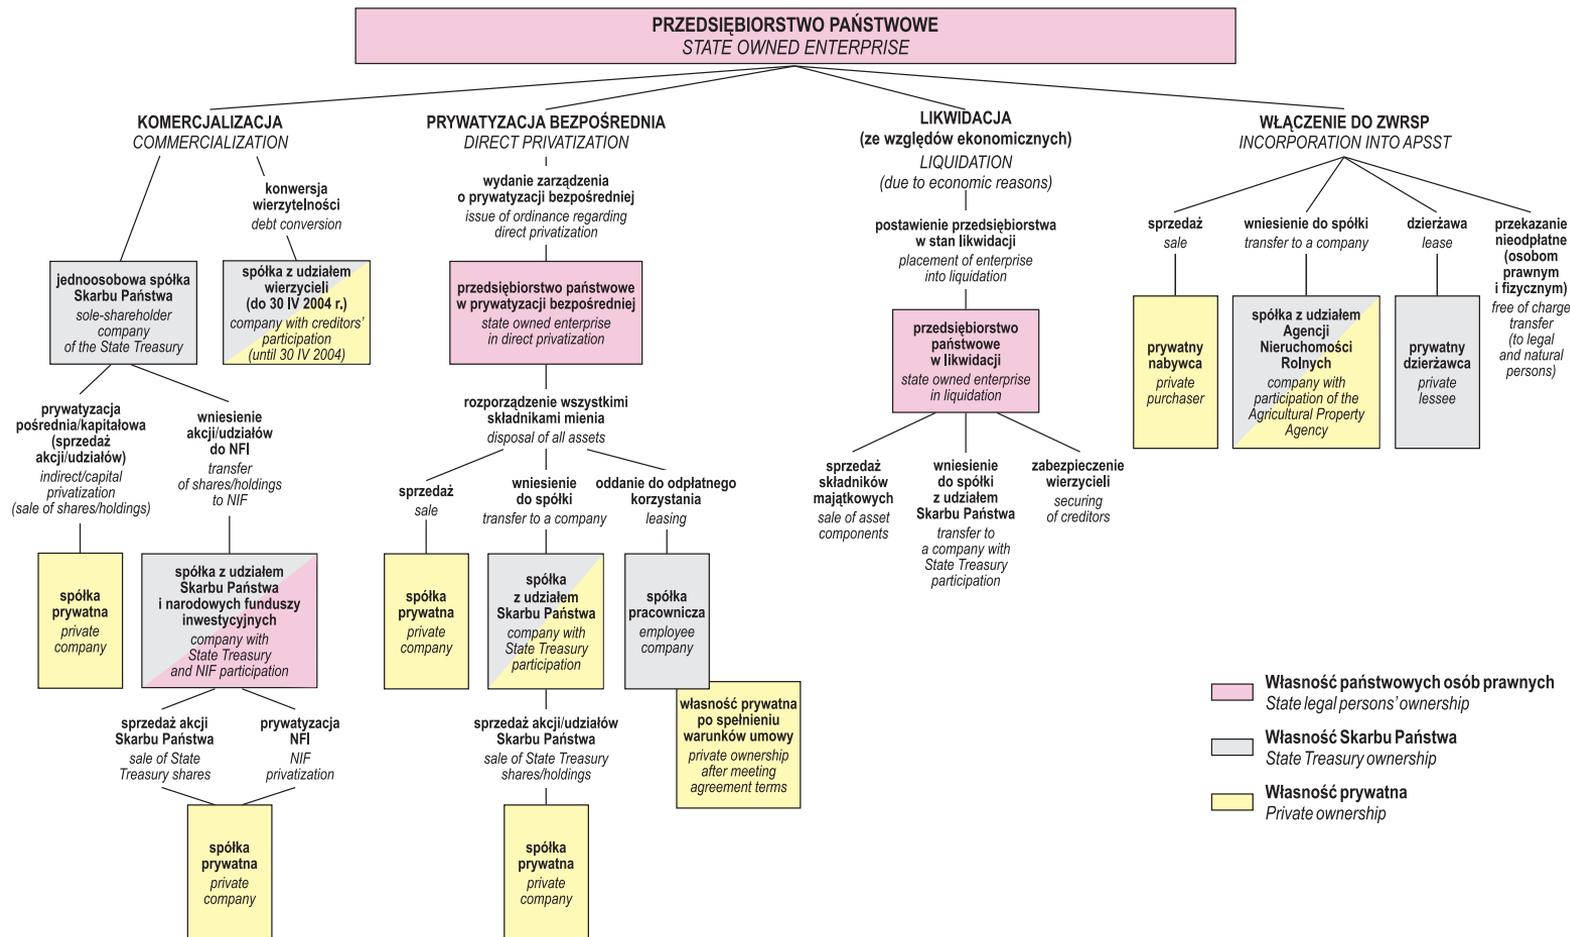 PRZEDSIĘBIORSTWO PAŃSTWOWE
STATE OWNED ENTERPRISE
KOMERCJALIZACJA
COMMERCIALIZATION
konwersja
wierzytelności
debt conversion
jednoosobowa spółka
Skarbu Państwa
sole-shareholder
company
of the State Treasury
spółka z udziałem
wierzycieli
(do 30 IV 2004 r.)
company with creditors'
participation
(until 30 IV 2004)
prywatyzacja
pośrednia/kapitałowa
(sprzedaż
akcji/udziałów)
indirect/capital
privatization
(sale of shares/holdings)
wniesienie
akcji/udziałów
do NFI
transfer
of shares/holdings
to NIF
spółka
prywatna
private
company
spółka z udziałem
Skarbu Państwa
i narodowych funduszy
inwestycyjnych
company with
State Treasury
and NIF participation
sprzedaż akcji
Skarbu Państwa
sale of State
Treasury shares
prywatyzacja
NFI
NIF
privatization
spółka
prywatna
private
company
PRYWATYZACJA BEZPOŚREDNIA
DIRECT PRIVATIZATION
wydanie zarządzenia
o prywatyzacji bezpośredniej
issue of ordinance regarding
direct privatization
przedsiębiorstwo państwowe
w prywatyzacji bezpośredniej
state owned enterprise
in direct privatization
rozporządzenie wszystkimi
składnikami mienia
disposal of all assets
sprzedaż
sale
wniesienie
do spółki
transfer to a company
oddanie do odpłatnego
korzystania
leasing
spółka
prywatna
private
company
spółka
z udziałem
Skarbu Państwa
company with
State Treasury
participation
spółka
pracownicza
employee
company
sprzedaż akcji/udziałów
Skarbu Państwa
sale of State Treasury
shares/holdings
własność prywatna
po spełnieniu
warunków umowy
private ownership
after meeting
agreement terms
spółka
prywatna
private
company
LIKWIDACJA
(ze względów ekonomicznych)
LIQUIDATION
(due to economic reasons)
postawienie przedsiębiorstwa
w stan likwidacji
placement of enterprise
into liquidation
przedsiębiorstwo
państwowe
w likwidacji
state owned enterprise
in liquidation
sprzedaż
składników
majątkowych
sale of asset
components
wniesienie
do spółki
z udziałem
Skarbu Państwa
transfer to
a company with
State Treasury
participation
zabezpieczenie
wierzycieli
securing
of creditors
WŁĄCZENIE DO ZWRSP
INCORPORATION INTO APSST
sprzedaż
sale
wniesienie do spółki
transfer to a company
dzierżawa
lease
przekazanie
nieodpłatne
(osobom
prawnym
i fizycznym)
free of charge
transfer
(to legal
and natural
persons)
prywatny
nabywca
private
purchaser
spółka z udziałem
Agencji
Nieruchomości
Rolnych
company with
participation of the
Agricultural Property
Agency
prywatny
dzierżawca
private
lessee
Własność państwowych osób prawnych
State legal persons' ownership
Własność Skarbu Państwa
State Treasury ownership
Własność prywatna
Private ownership